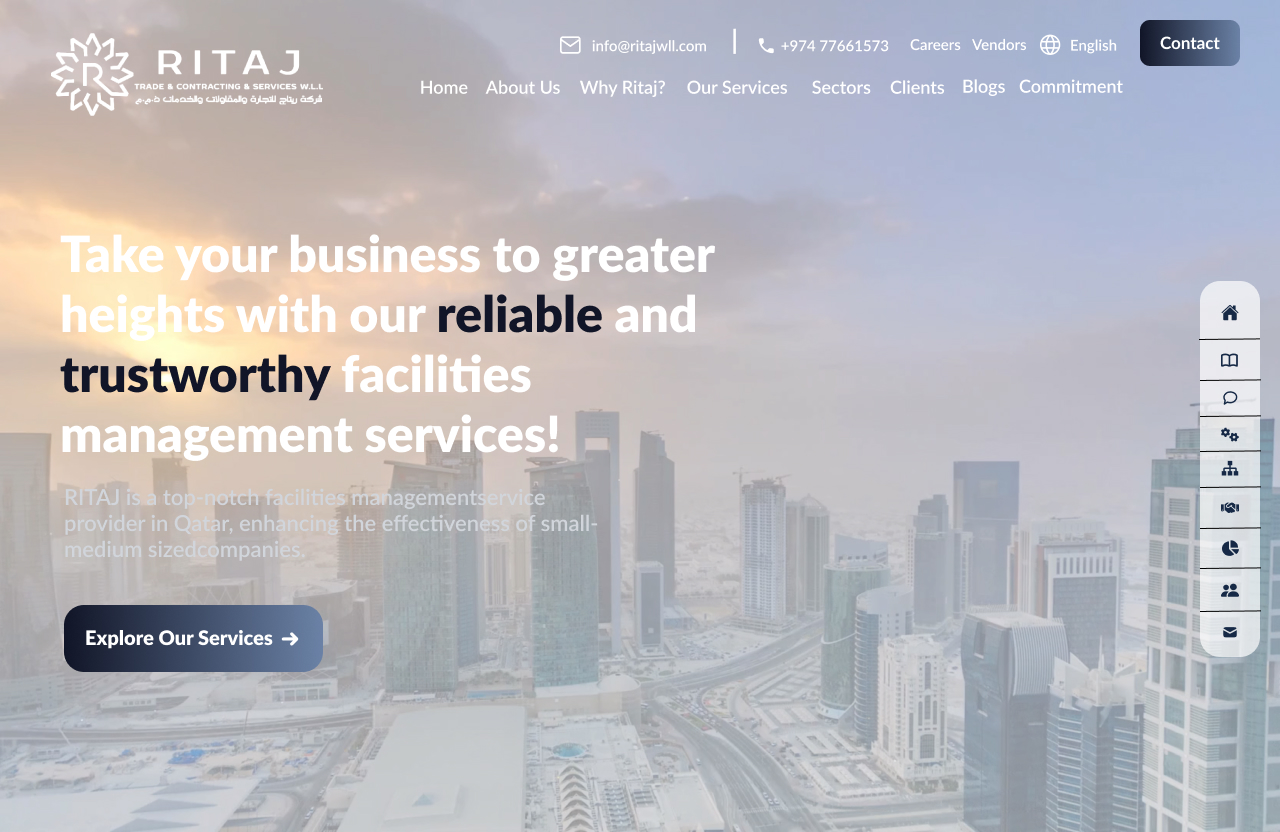 RITAJ
TRADE & CONTRACTING & SERVICES W.L.L
شركة ريتاج للتجارة والمقاولات والخدمات ذ.م.م
info@ritajwll.com
+974 77661573
Careers
Vendors
English
Contact
Home
About Us
Why Ritaj?
Our Services
Sectors
Clients
Blogs
Commitment
Take your business to greater
heights with our reliable and
trustworthy facilities
management services!
RITAJ is a top-notch facilities managementservice
provider in Qatar, enhancing the effectiveness of small-
medium sizedcompanies.
Explore Our Services